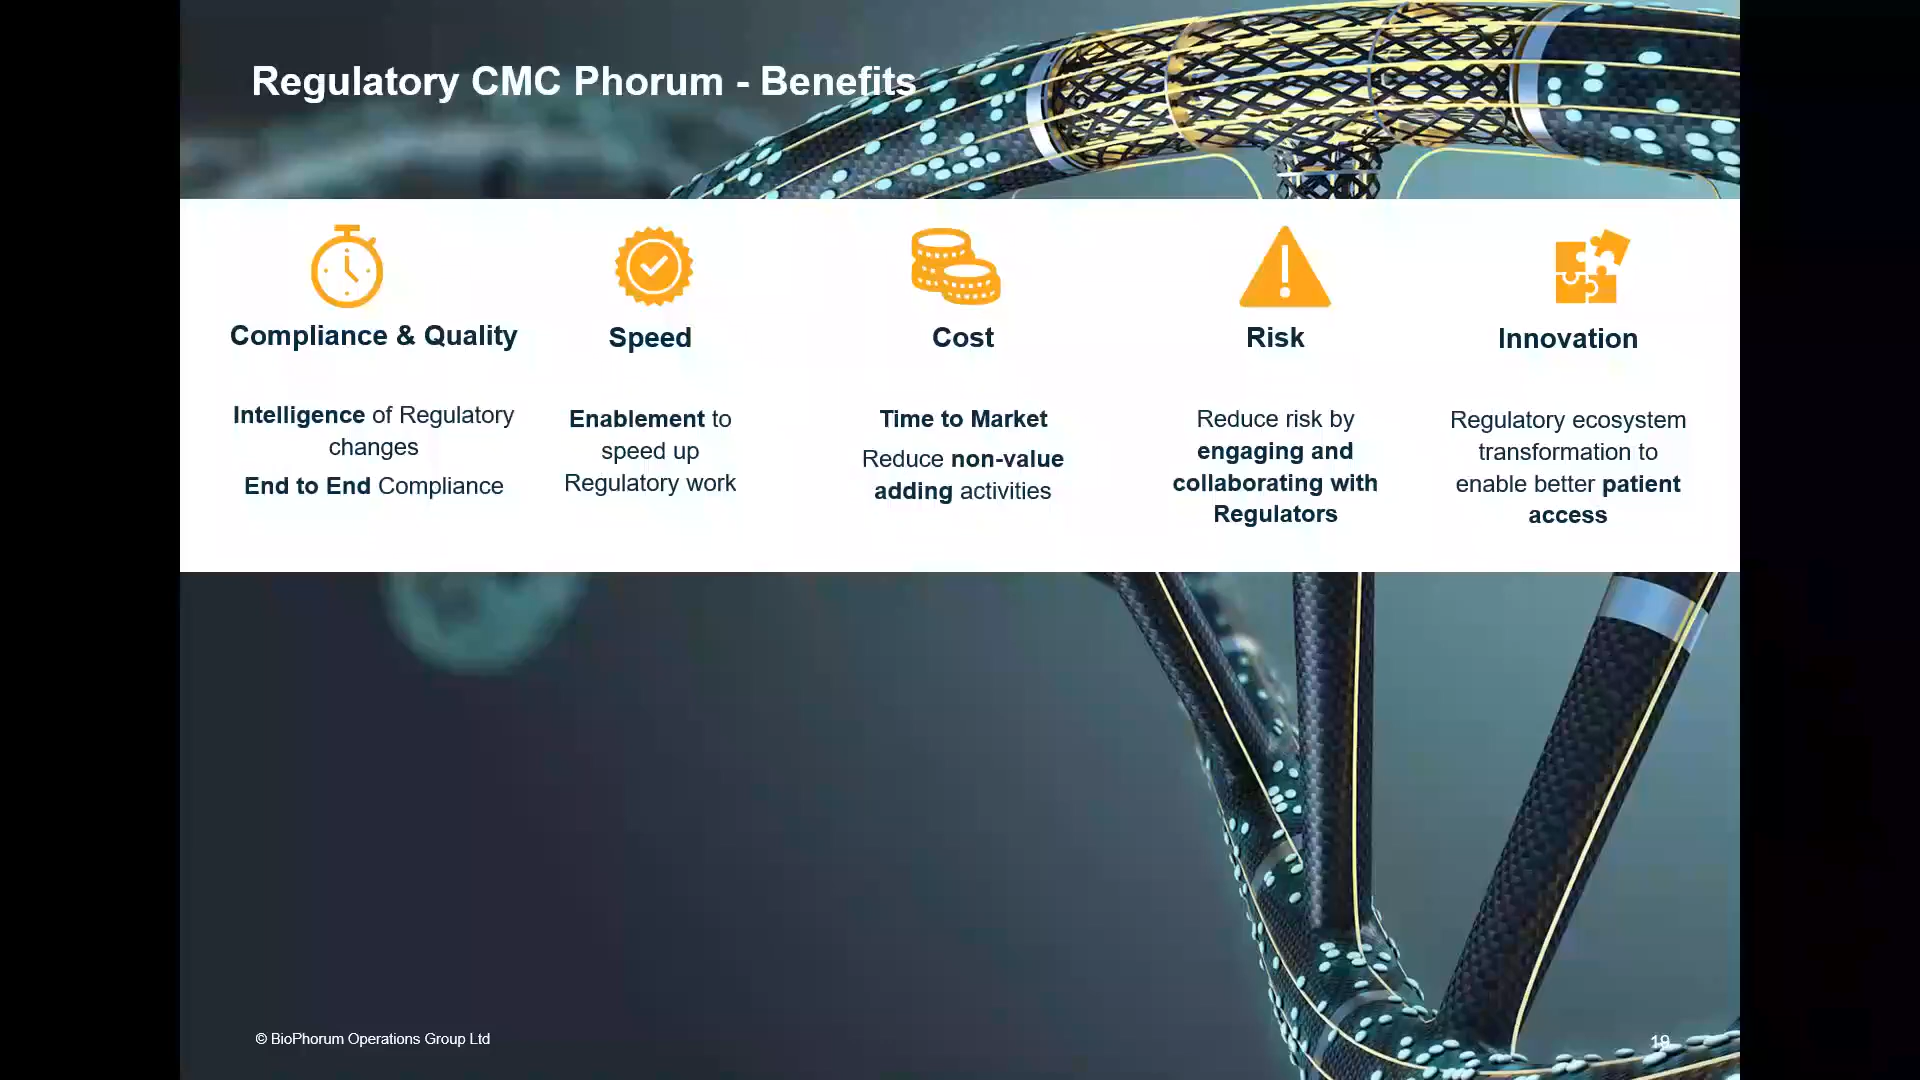 Regulatory CMC Phorum - Benefits
Compliance & Quality
Intelligence of Regulatory
changes
End to End Compliance
Speed
Enablement to
speed up
Regulatory work
Cost
Time to Market
Reduce non-value
adding activities
Risk
Reduce risk by
engaging and
collaborating with
Regulators
Innovation
Regulatory ecosystem
transformation to
enable better patient
access
© BioPhorum Operations Group Ltd
19